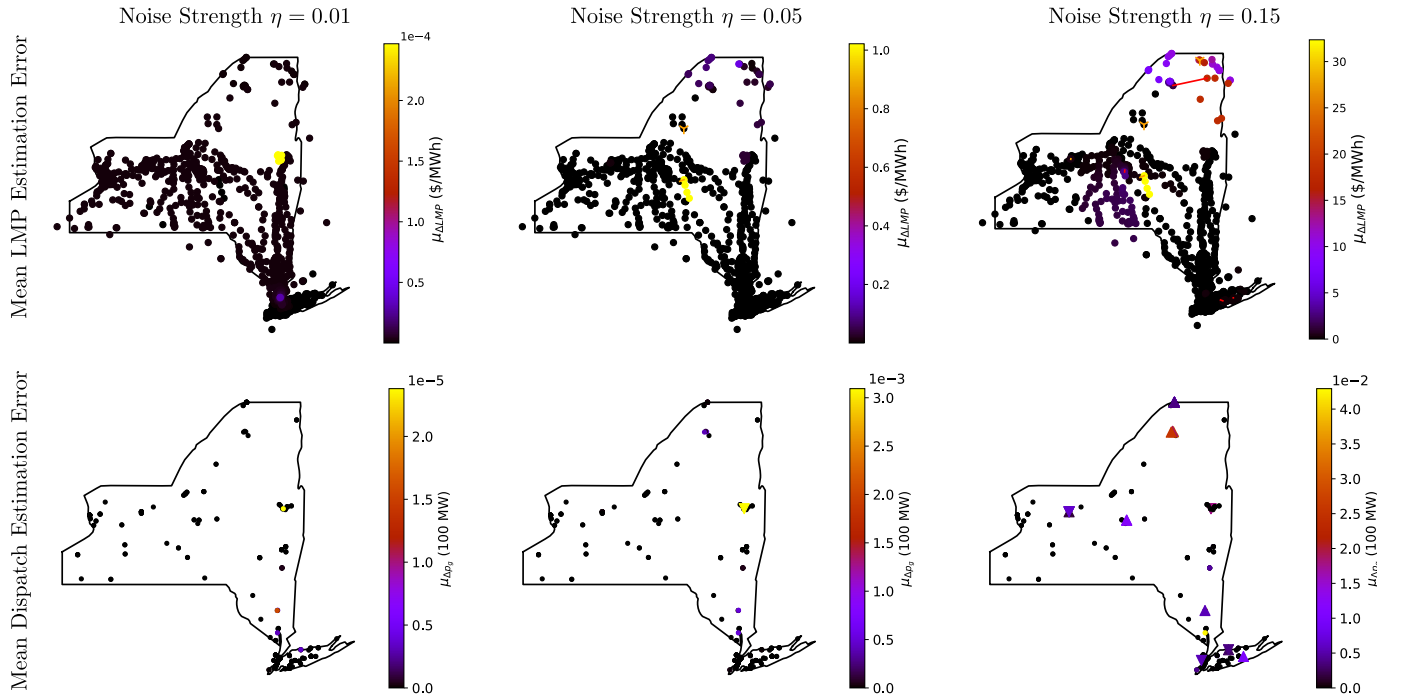 Noise Strength η = 0.01
Noise Strength η = 0.05
Noise Strength η = 0.15
Mean LMP Estimation Error
1e−4
2.0
1.5
1.0
0.5
μΔLMP ($/MWh)
1.0
0.8
0.6
0.4
0.2
μΔLMP ($/MWh)
30
25
20
15
10
5
0
μΔLMP ($/MWh)
Mean Dispatch Estimation Error
1e−5
2.0
1.5
1.0
0.5
0.0
μΔpg (100 MW)
1e−3
3.0
2.5
2.0
1.5
1.0
0.5
0.0
μΔpg (100 MW)
1e−2
4.0
3.5
3.0
2.5
2.0
1.5
1.0
0.5
0.0
(100 MW)